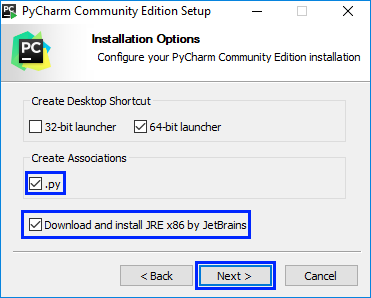 PyCharm Community Edition Setup
PC
Installation Options
Configure your PyCharm Community Edition installation
Create Desktop Shortcut
32-bit launcher 64-bit launcher
Create Associations
.py
Download and install JRE x86 by JetBrains
< Back Next > Cancel